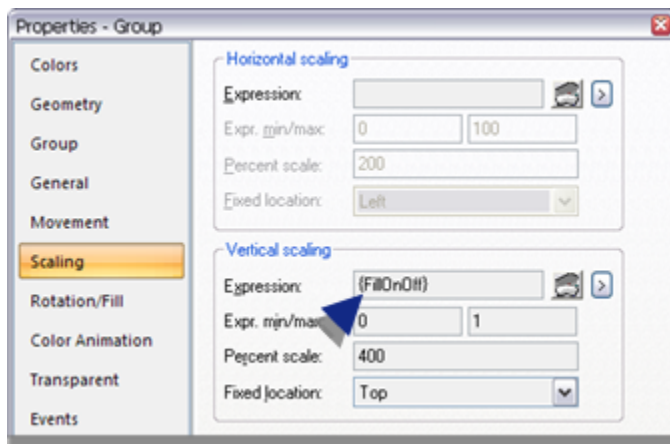 Properties - Group
Colors
Geometry
Group
General
Movement
Scaling
Rotation/Fill
Color Animation
Transparent
Events
Horizontal scaling
Expression:
>
Expr. min/max: 0 100
Percent scale: 200
Fixed location: Left
Vertical scaling
Expression: {FillOnOff}
>
Expr. min/max 0 1
Percent scale: 400
Fixed location: Top